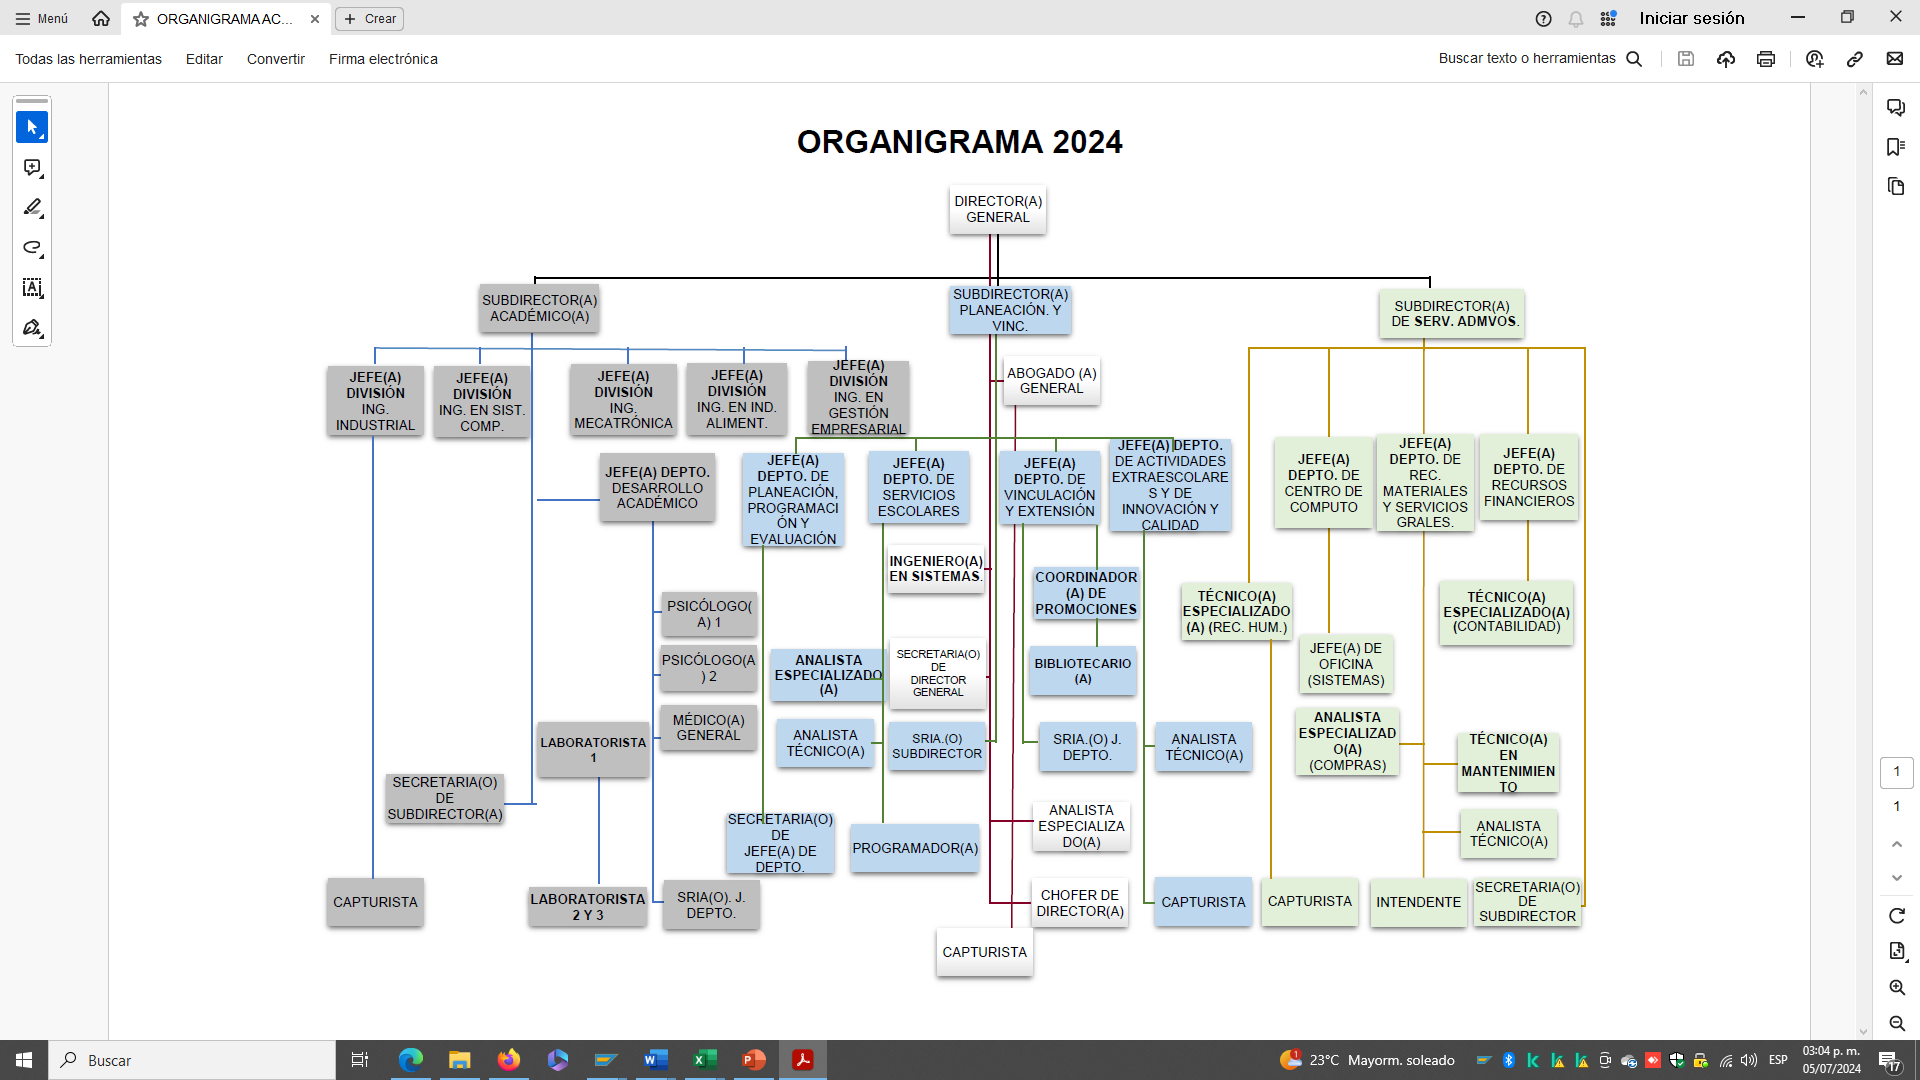 Menú
ORGANIGRAMA AC...
Crear
Iniciar sesión
Todas las herramientas
Editar
Convertir
Firma electrónica
Buscar texto o herramientas
ORGANIGRAMA 2024
DIRECTOR(A)
GENERAL
SUBDIRECTOR(A)
ACADÉMICO(A)
SUBDIRECTOR(A)
PLANEACIÓN. Y
VINC.
SUBDIRECTOR(A)
DE SERV. ADMVOS.
JEFE(A)
DIVISIÓN
ING.
INDUSTRIAL
JEFE(A)
DIVISIÓN
ING. EN SIST.
COMP.
JEFE(A)
DIVISIÓN
ING.
MECATRÓNICA
JEFE(A)
DIVISIÓN
ING. EN IND.
ALIMENT.
JEFE(A)
DIVISIÓN
ING. EN
GESTIÓN
EMPRESARIAL
ABOGADO (A)
GENERAL
JEFE(A) DEPTO.
DESARROLLO
ACADÉMICO
JEFE(A)
DEPTO. DE
PLANEACIÓN,
PROGRAMACI
ÓN Y
EVALUACIÓN
JEFE(A)
DEPTO. DE
SERVICIOS
ESCOLARES
JEFE(A)
DEPTO. DE
VINCULACIÓN
Y EXTENSIÓN
JEFE(A) DEPTO.
DE ACTIVIDADES
EXTRAESCOLARE
S Y DE
INNOVACIÓN Y
CALIDAD
JEFE(A)
DEPTO. DE
CENTRO DE
COMPUTO
JEFE(A)
DEPTO. DE
REC.
MATERIALES
Y SERVICIOS
GRALES.
JEFE(A)
DEPTO. DE
RECURSOS
FINANCIEROS
INGENIERO(A)
EN SISTEMAS.
COORDINADOR
(A) DE
PROMOCIONES
TÉCNICO(A)
ESPECIALIZADO
(A) (REC. HUM.)
TÉCNICO(A)
ESPECIALIZADO(A)
(CONTABILIDAD)
PSICÓLOGO(
A) 1
PSICÓLOGO(A
) 2
ANALISTA
ESPECIALIZADO
(A)
SECRETARIA(O)
DE
DIRECTOR
GENERAL
BIBLIOTECARIO
(A)
JEFE(A) DE
OFICINA
(SISTEMAS)
MÉDICO(A)
GENERAL
LABORATORISTA
1
ANALISTA
TÉCNICO(A)
SRIA.(O)
SUBDIRECTOR
SRIA.(O) J.
DEPTO.
ANALISTA
TÉCNICO(A)
ANALISTA
ESPECIALIZAD
O(A)
(COMPRAS)
TÉCNICO(A)
EN
MANTENIMIEN
TO
SECRETARIA(O)
DE
SUBDIRECTOR(A)
SECRETARIA(O)
DE
JEFE(A) DE
DEPTO.
PROGRAMADOR(A)
ANALISTA
ESPECIALIZA
DO(A)
ANALISTA
TÉCNICO(A)
CAPTURISTA
LABORATORISTA
2 Y 3
SRIA(O). J.
DEPTO.
CHOFER DE
DIRECTOR(A)
CAPTURISTA
CAPTURISTA
INTENDENTE
SECRETARIA(O)
DE
SUBDIRECTOR
CAPTURISTA
1
1
Buscar
1
23°C Mayorm. soleado
ESP
03:04 p. m.
05/07/2024
17